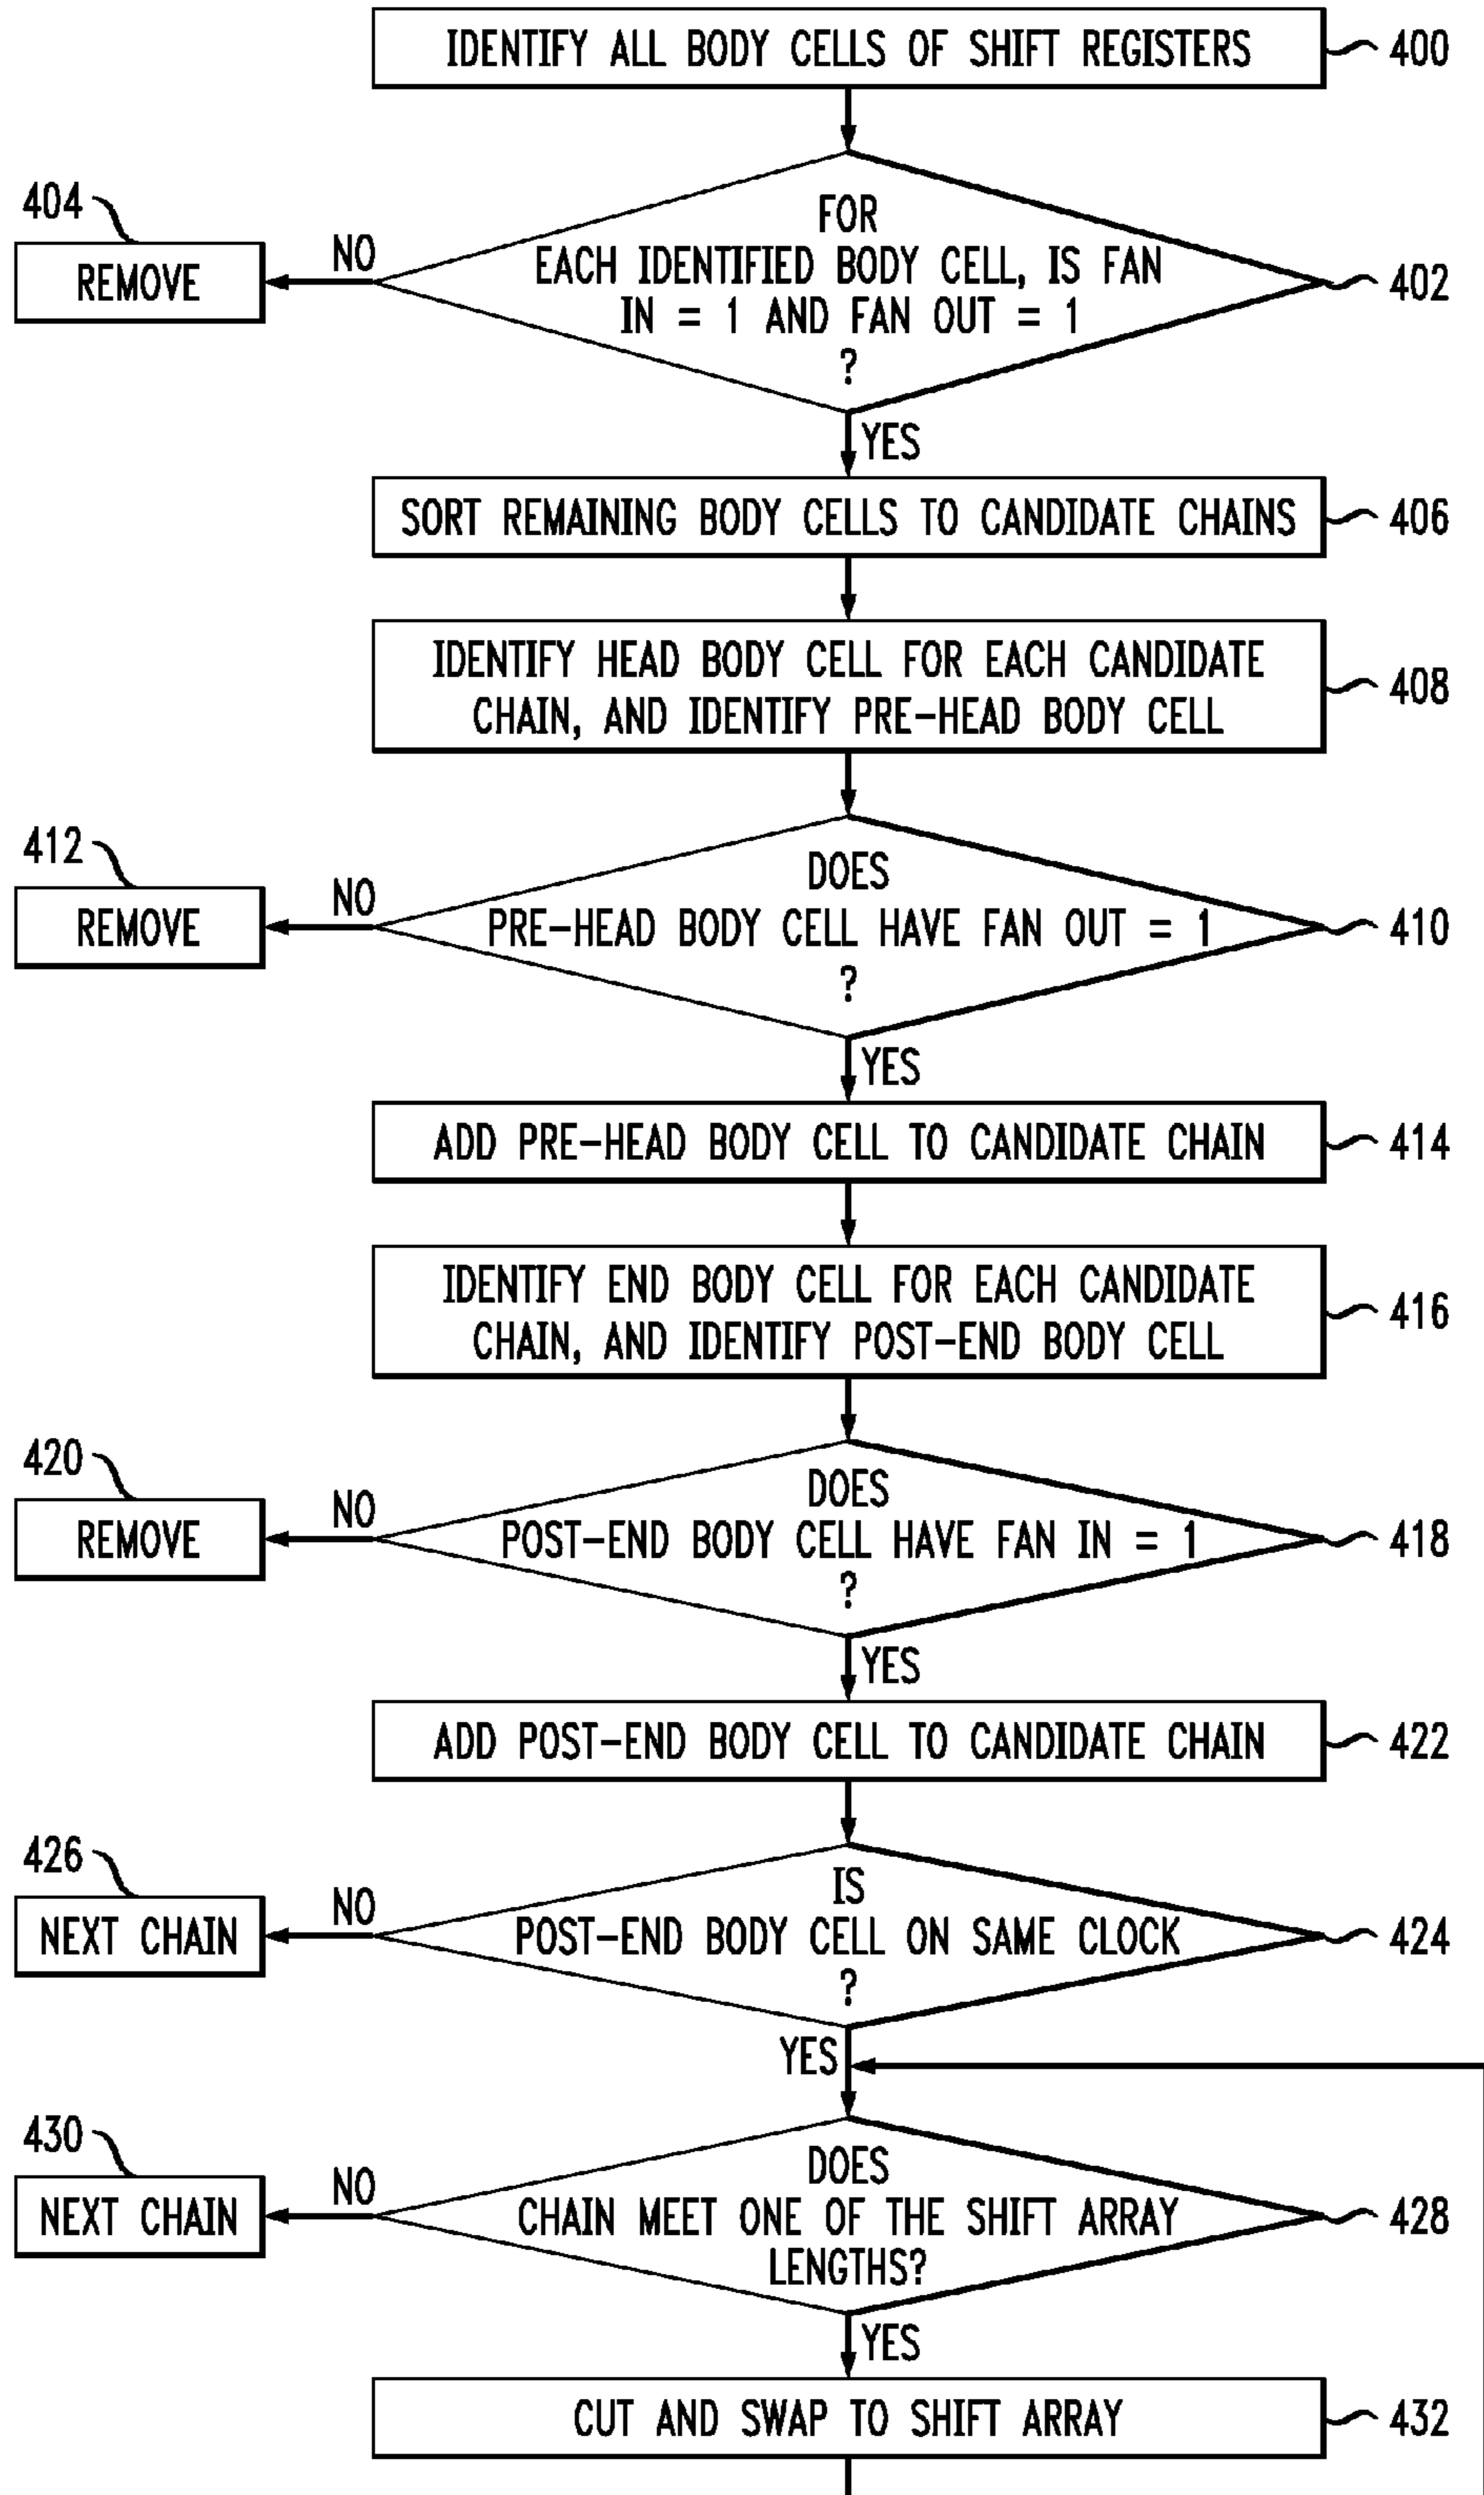 IDENTIFY ALL BODY CELLS OF SHIFT REGISTERS
400
404
REMOVE
NO
FOR
EACH IDENTIFIED BODY CELL, IS FAN
IN = 1 AND FAN OUT = 1
?
402
YES
SORT REMAINING BODY CELLS TO CANDIDATE CHAINS
406
IDENTIFY HEAD BODY CELL FOR EACH CANDIDATE
CHAIN, AND IDENTIFY PRE-HEAD BODY CELL
408
412
REMOVE
NO
DOES
PRE-HEAD BODY CELL HAVE FAN OUT = 1
?
410
YES
ADD PRE-HEAD BODY CELL TO CANDIDATE CHAIN
414
IDENTIFY END BODY CELL FOR EACH CANDIDATE
CHAIN, AND IDENTIFY POST-END BODY CELL
416
420
REMOVE
NO
DOES
POST-END BODY CELL HAVE FAN IN = 1
?
418
YES
ADD POST-END BODY CELL TO CANDIDATE CHAIN
422
426
NEXT CHAIN
NO
IS
POST-END BODY CELL ON SAME CLOCK
?
424
YES
430
NEXT CHAIN
NO
DOES
CHAIN MEET ONE OF THE SHIFT ARRAY
LENGTHS?
428
YES
CUT AND SWAP TO SHIFT ARRAY
432